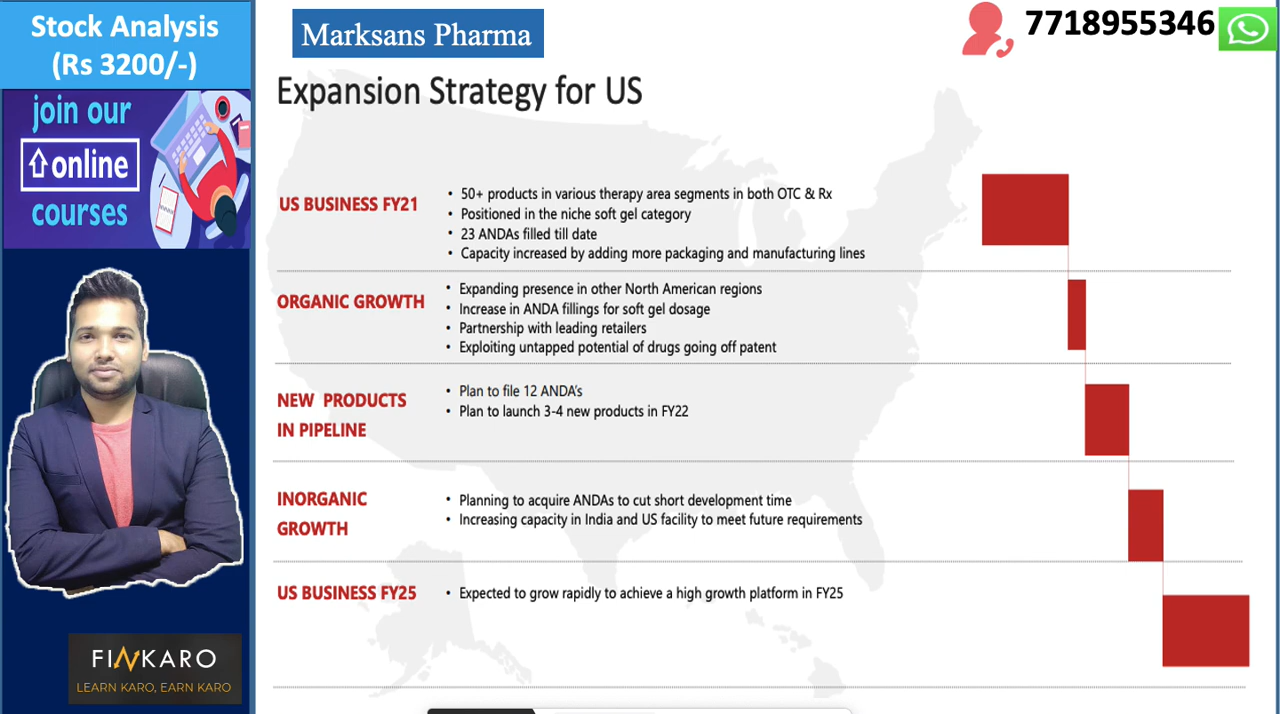 Stock Analysis
(Rs 3200/-)
join our
online
courses
FINKARO
LEARN KARO, EARN KARO
Marksans Pharma
7718955346
Expansion Strategy for US
US BUSINESS FY21
• 50+ products in various therapy area segments in both OTC & Rx
• Positioned in the niche soft gel category
• 23 ANDAs filled till date
• Capacity increased by adding more packaging and manufacturing lines
ORGANIC GROWTH
• Expanding presence in other North American regions
• Increase in ANDA fillings for soft gel dosage
• Partnership with leading retailers
• Exploiting untapped potential of drugs going off patent
NEW PRODUCTS
IN PIPELINE
• Plan to file 12 ANDA's
• Plan to launch 3-4 new products in FY22
INORGANIC
GROWTH
• Planning to acquire ANDAs to cut short development time
• Increasing capacity in India and US facility to meet future requirements
US BUSINESS FY25
• Expected to grow rapidly to achieve a high growth platform in FY25